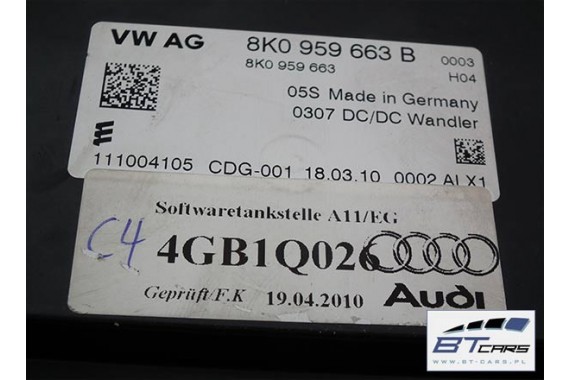 VW AG 8K0 959 663 B 0003
8K0 959 663 H04
05S Made in Germany
0307 DC/DC Wandler
111004105 CDG-001 18.03.10 0002 ALX1
Softwaretankstelle A11/EG
C4 4GB1Q026
Geprüft/F.K 19.04.2010 Audi
BT CARS
WWW.BT-CARS.PL